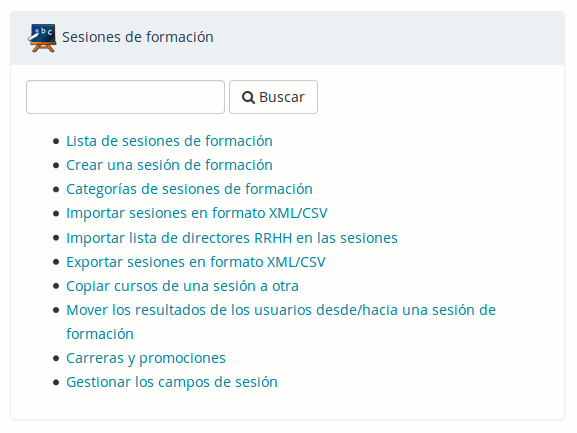 abc
Sesiones de formación
Buscar
Lista de sesiones de formación
Crear una sesión de formación
Categorías de sesiones de formación
Importar sesiones en formato XML/CSV
Importar lista de directores RRHH en las sesiones
Exportar sesiones en formato XML/CSV
Copiar cursos de una sesión a otra
Mover los resultados de los usuarios desde/hacia una sesión de
formación
Carreras y promociones
Gestionar los campos de sesión